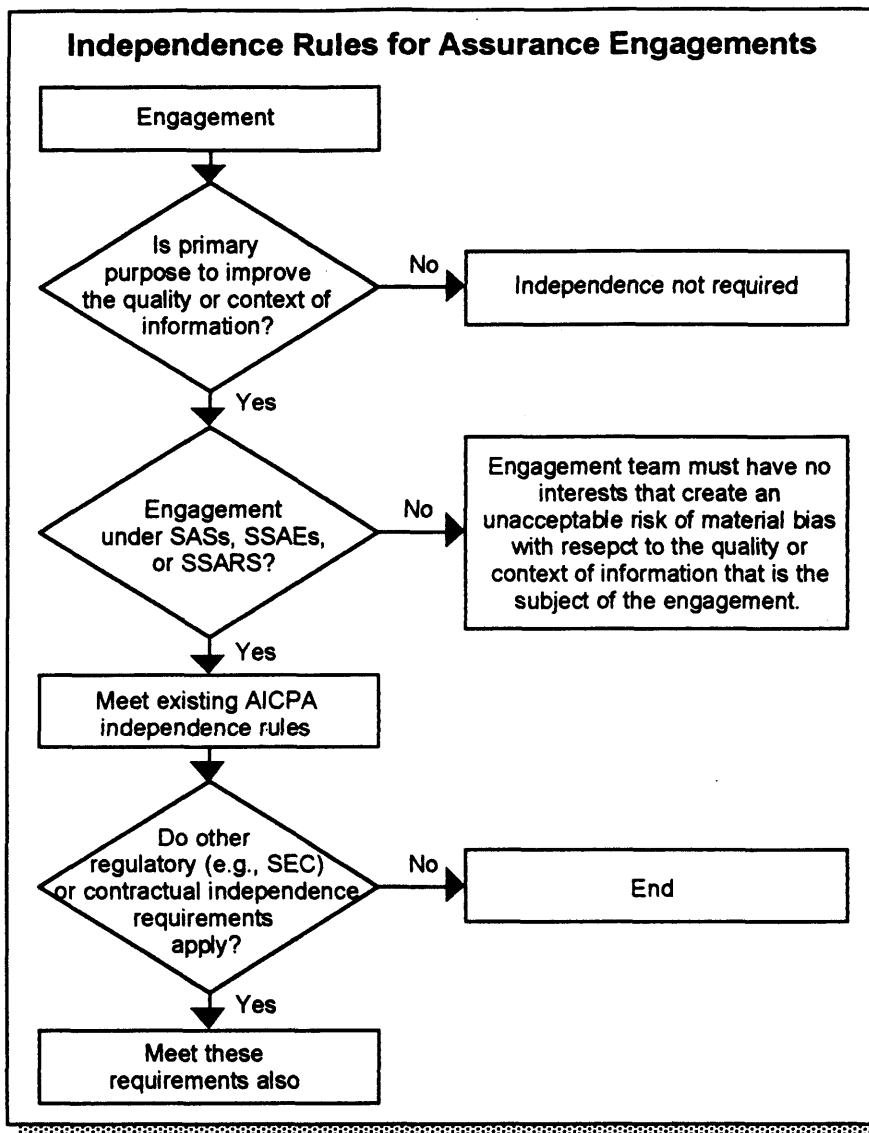 Independence Rules for Assurance Engagements
Engagement
Is primary
purpose to improve
the quality or context of
information?
No
Independence not required
Yes
Engagement
under SASs, SSAEs,
or SSARS?
No
Engagement team must have no
interests that create an
unacceptable risk of material bias
with resepct to the quality or
context of information that is the
subject of the engagement.
Yes
Meet existing AICPA
independence rules
Do other
regulatory (e.g., SEC)
or contractual independence
requirements
apply?
No
End
Yes
Meet these
requirements also